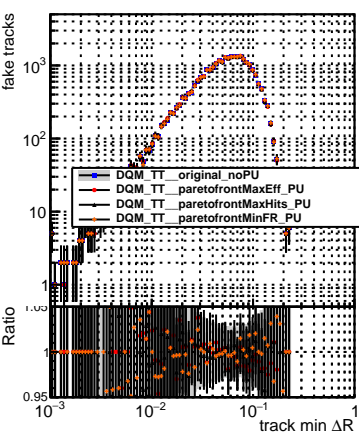 fake tracks
10³
10²
10
1
DQM_TT__original_noPU
DQM_TT__paretofrontMaxEff_PU
DQM_TT__paretofrontMaxHits_PU
DQM_TT__paretofrontMinFR_PU
Ratio
1.05
1
0.95
10⁻³ 10⁻² 10⁻¹ 1
track min ΔR